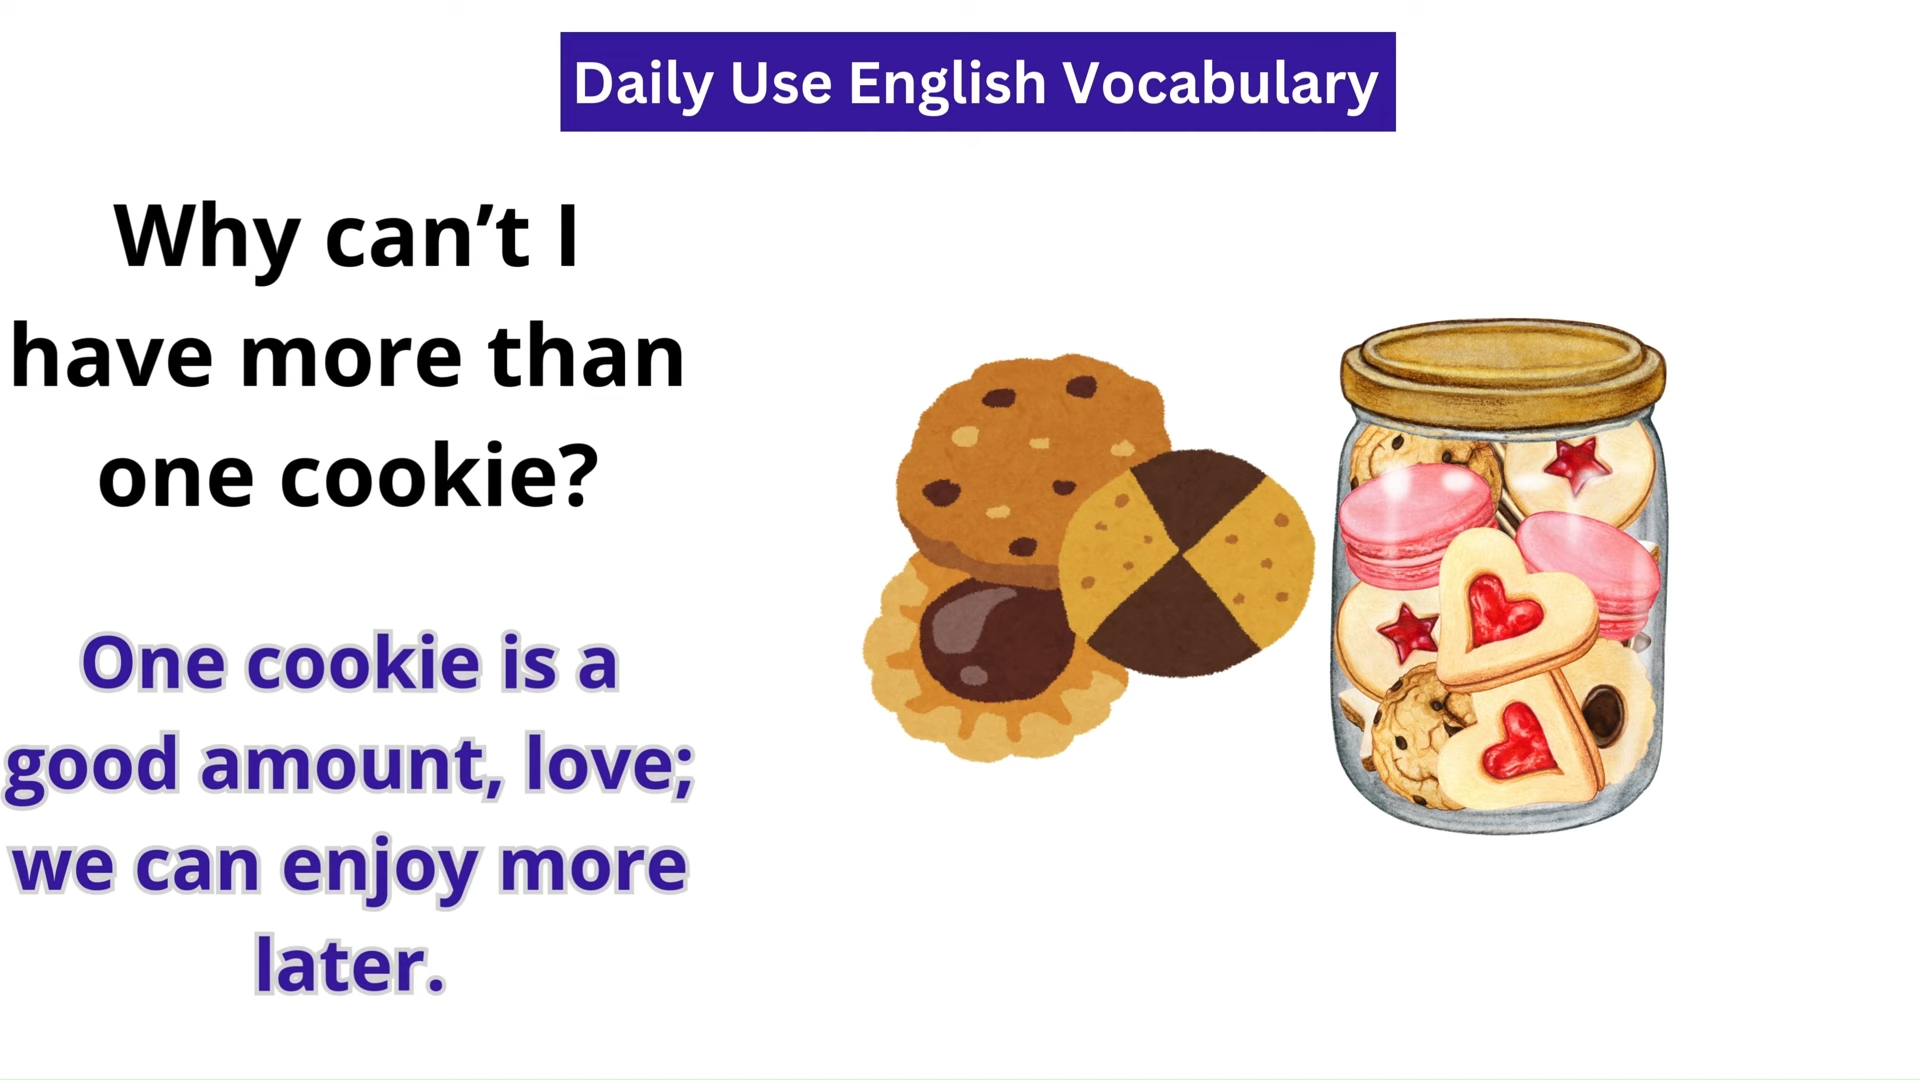 Daily Use English Vocabulary
Why can’t I
have more than
one cookie?
One cookie is a
good amount, love;
we can enjoy more
later.